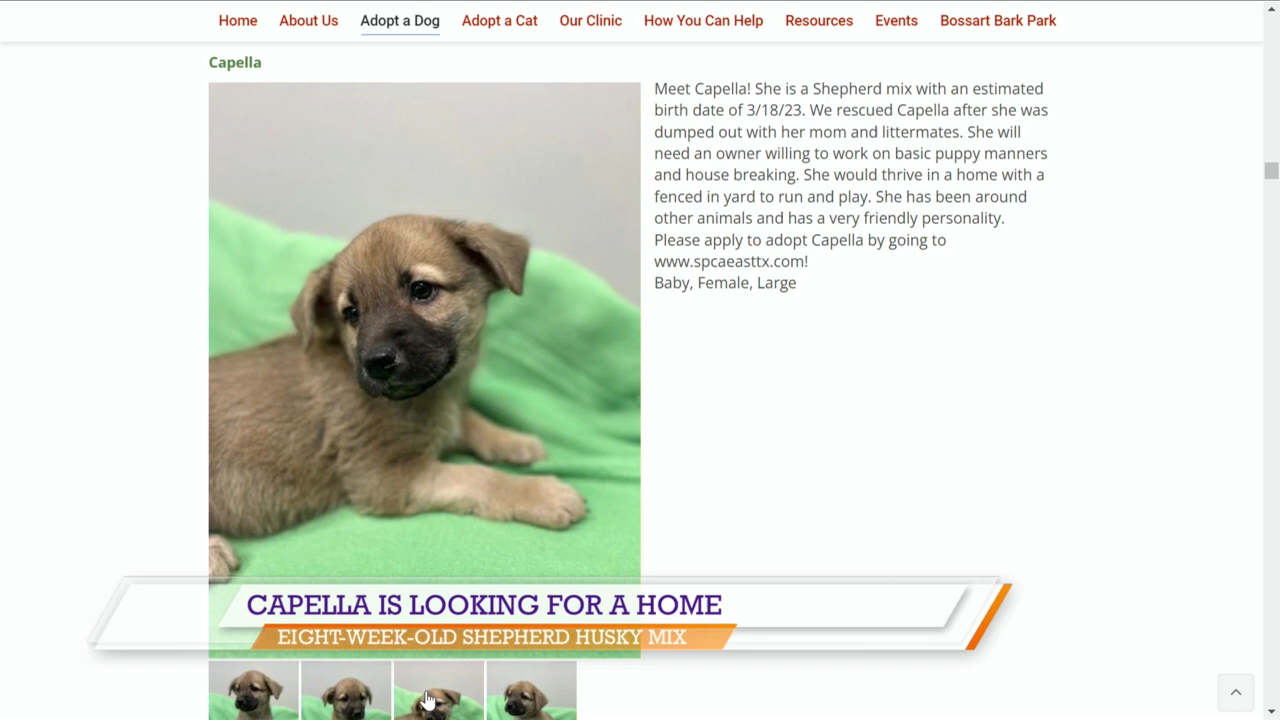 Home About Us Adopt a Dog Adopt a Cat Our Clinic How You Can Help Resources Events Bossart Bark Park
Capella
Meet Capella! She is a Shepherd mix with an estimated
birth date of 3/18/23. We rescued Capella after she was
dumped out with her mom and littermates. She will
need an owner willing to work on basic puppy manners
and house breaking. She would thrive in a home with a
fenced in yard to run and play. She has been around
other animals and has a very friendly personality.
Please apply to adopt Capella by going to
www.spcaeasttx.com!
Baby, Female, Large
CAPELLA IS LOOKING FOR A HOME
EIGHT-WEEK-OLD SHEPHERD HUSKY MIX